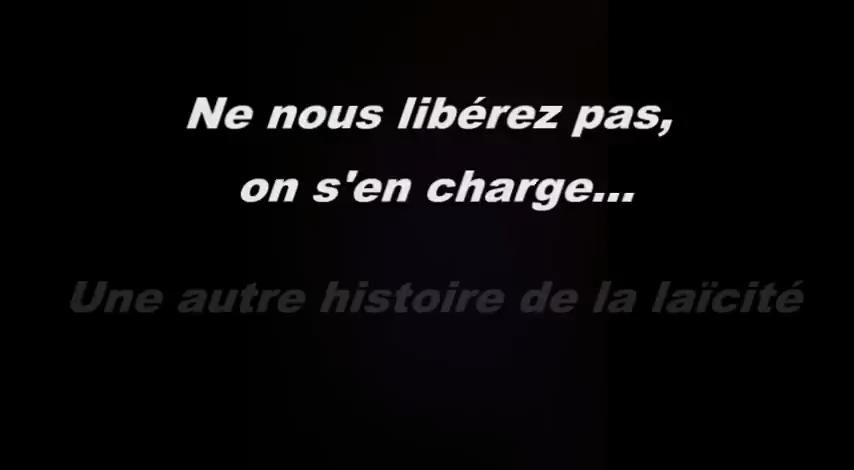 Ne nous libérez pas,
on s'en charge...
Une autre histoire de la laïcité